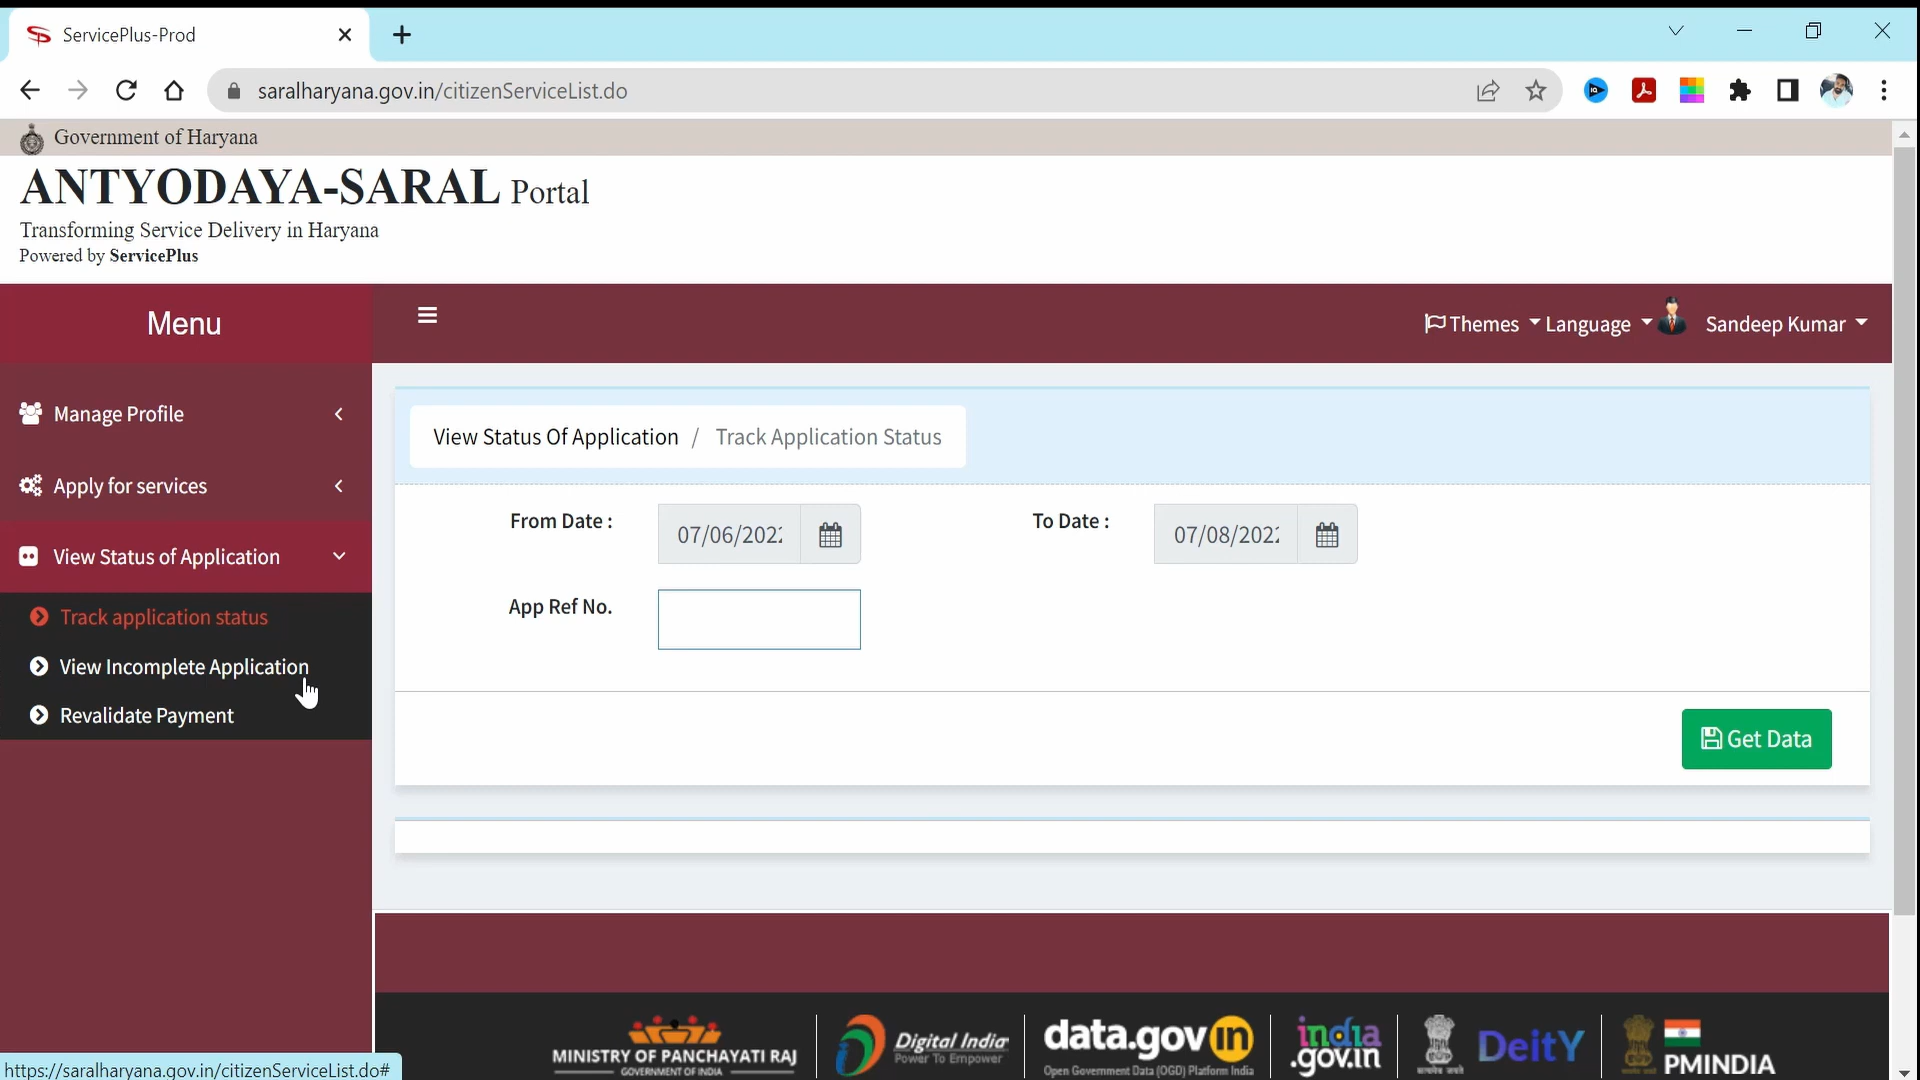 ServicePlus-Prod
saralharyana.gov.in/citizenServiceList.do
Government of Haryana
ANTYODAYA-SARAL Portal
Transforming Service Delivery in Haryana
Powered by ServicePlus
Menu
Themes Language Sandeep Kumar
Manage Profile
Apply for services
View Status of Application
Track application status
View Incomplete Application
Revalidate Payment
View Status Of Application / Track Application Status
From Date : 07/06/2022 To Date : 07/08/2022
App Ref No.
Get Data
MINISTRY OF PANCHAYATI RAJ
GOVERNMENT OF INDIA
Digital India
Power To Empower
data.gov in
Open Government Data (OGD) Platform India
india
.gov.in
सत्यमेव जयते
DeitY
PMINDIA
https://saralharyana.gov.in/citizenServiceList.do#